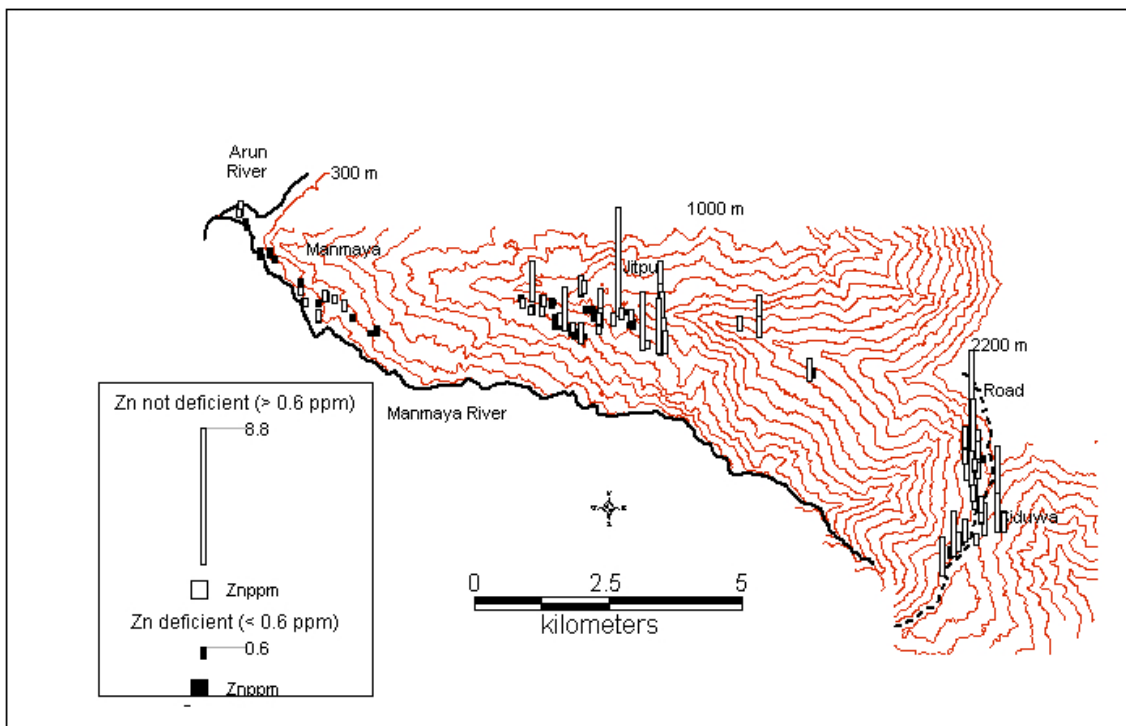 Arun
River
300 m
1000 m
Manmaya
Jitpu
2200 m
Road
Manmaya River
iduwa
Zn not deficient (> 0.6 ppm)
8.8
Znppm
Zn deficient (< 0.6 ppm)
0.6
Znppm
0 2.5 5
kilometers